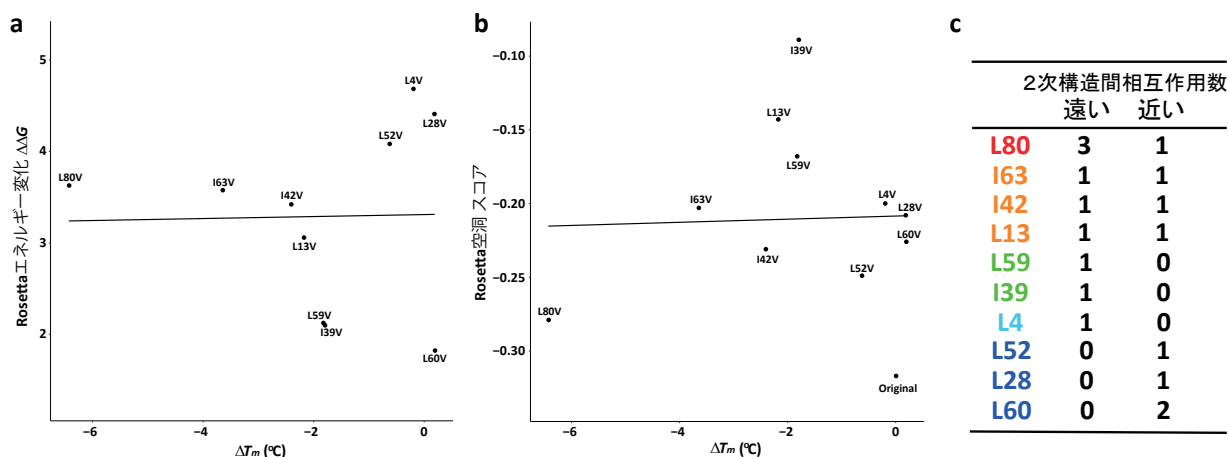 a
Rosettaエネルギー変化 ΔΔG
5
4
3
2
L4V
L28V
L52V
L80V
I63V
I42V
L13V
L59V
I39V
L60V
−6
−4
−2
0
ΔTm (℃)
b
Rosetta空洞 スコア
−0.10
−0.15
−0.20
−0.25
−0.30
I39V
L13V
L59V
I63V
L4V
L28V
L60V
I42V
L52V
L80V
Original
−6
−4
−2
0
ΔTm (℃)
c
2次構造間相互作用数
遠い 近い
L80 3 1
I63 1 1
I42 1 1
L13 1 1
L59 1 0
I39 1 0
L4 1 0
L52 0 1
L28 0 1
L60 0 2